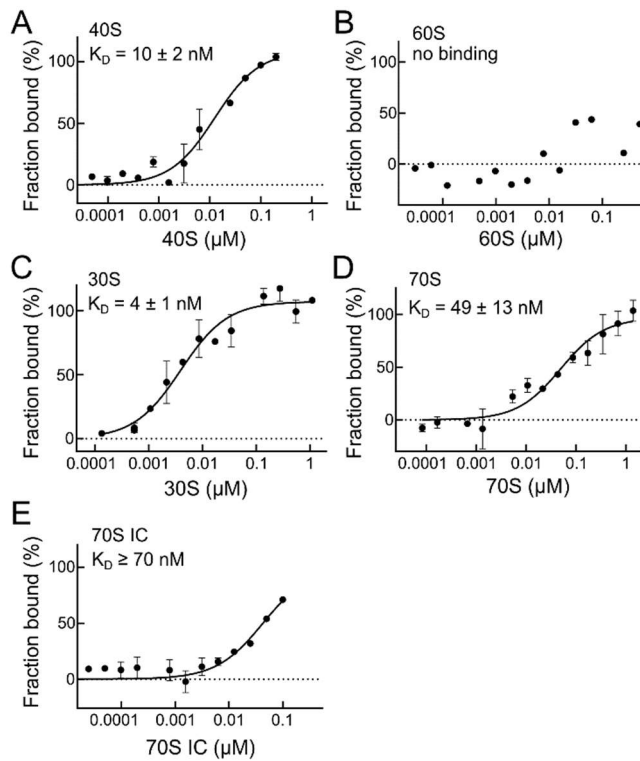 A
40S
K_D = 10 ± 2 nM
Fraction bound (%)
100
50
0
0.0001
0.001
0.01
0.1
1
40S (µM)
B
60S
no binding
Fraction bound (%)
100
50
0
0.0001
0.001
0.01
0.1
60S (µM)
C
30S
K_D = 4 ± 1 nM
Fraction bound (%)
100
50
0
0.0001
0.001
0.01
0.1
1
30S (µM)
D
70S
K_D = 49 ± 13 nM
Fraction bound (%)
100
50
0
0.0001
0.001
0.01
0.1
1
70S (µM)
E
70S IC
K_D ≥ 70 nM
Fraction bound (%)
100
50
0
0.0001
0.001
0.01
0.1
70S IC (µM)